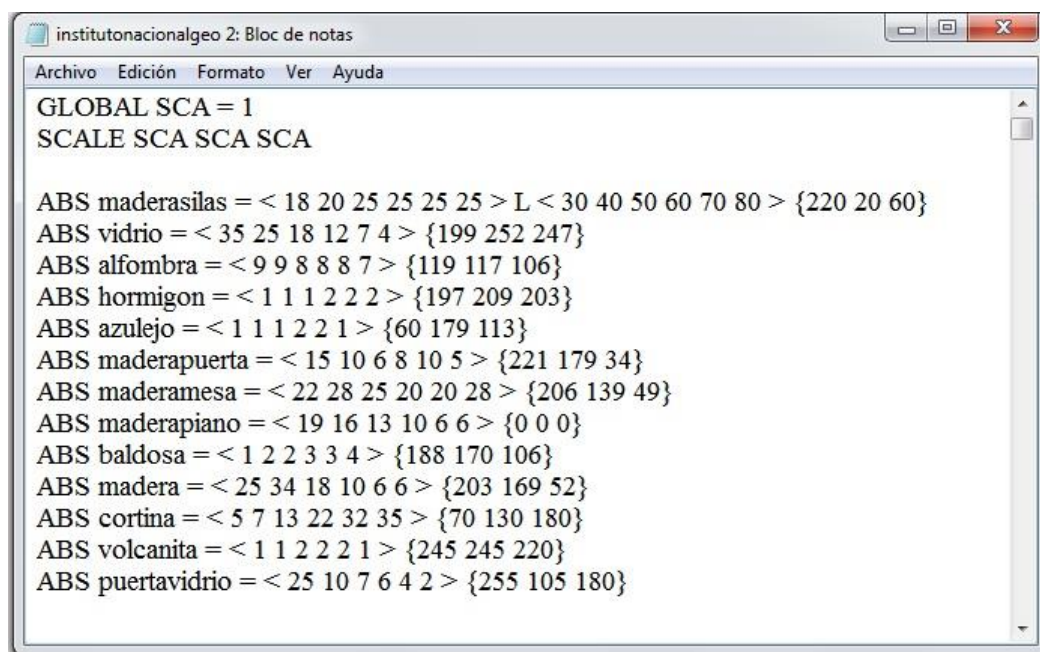 institutonacionalgeo 2: Bloc de notas
Archivo Edición Formato Ver Ayuda
GLOBAL SCA = 1
SCALE SCA SCA SCA
ABS maderasilas = < 18 20 25 25 25 25 > L < 30 40 50 60 70 80 > {220 20 60}
ABS vidrio = < 35 25 18 12 7 4 > {199 252 247}
ABS alfombra = < 9 9 8 8 8 7 > {119 117 106}
ABS hormigon = < 1 1 1 2 2 2 > {197 209 203}
ABS azulejo = < 1 1 1 2 2 1 > {60 179 113}
ABS maderapuerta = < 15 10 6 8 10 5 > {221 179 34}
ABS maderamesa = < 22 28 25 20 20 28 > {206 139 49}
ABS maderapiano = < 19 16 13 10 6 6 > {0 0 0}
ABS baldosa = < 1 2 2 3 3 4 > {188 170 106}
ABS madera = < 25 34 18 10 6 6 > {203 169 52}
ABS cortina = < 5 7 13 22 32 35 > {70 130 180}
ABS volcanita = < 1 1 2 2 2 1 > {245 245 220}
ABS puertavidrio = < 25 10 7 6 4 2 > {255 105 180}